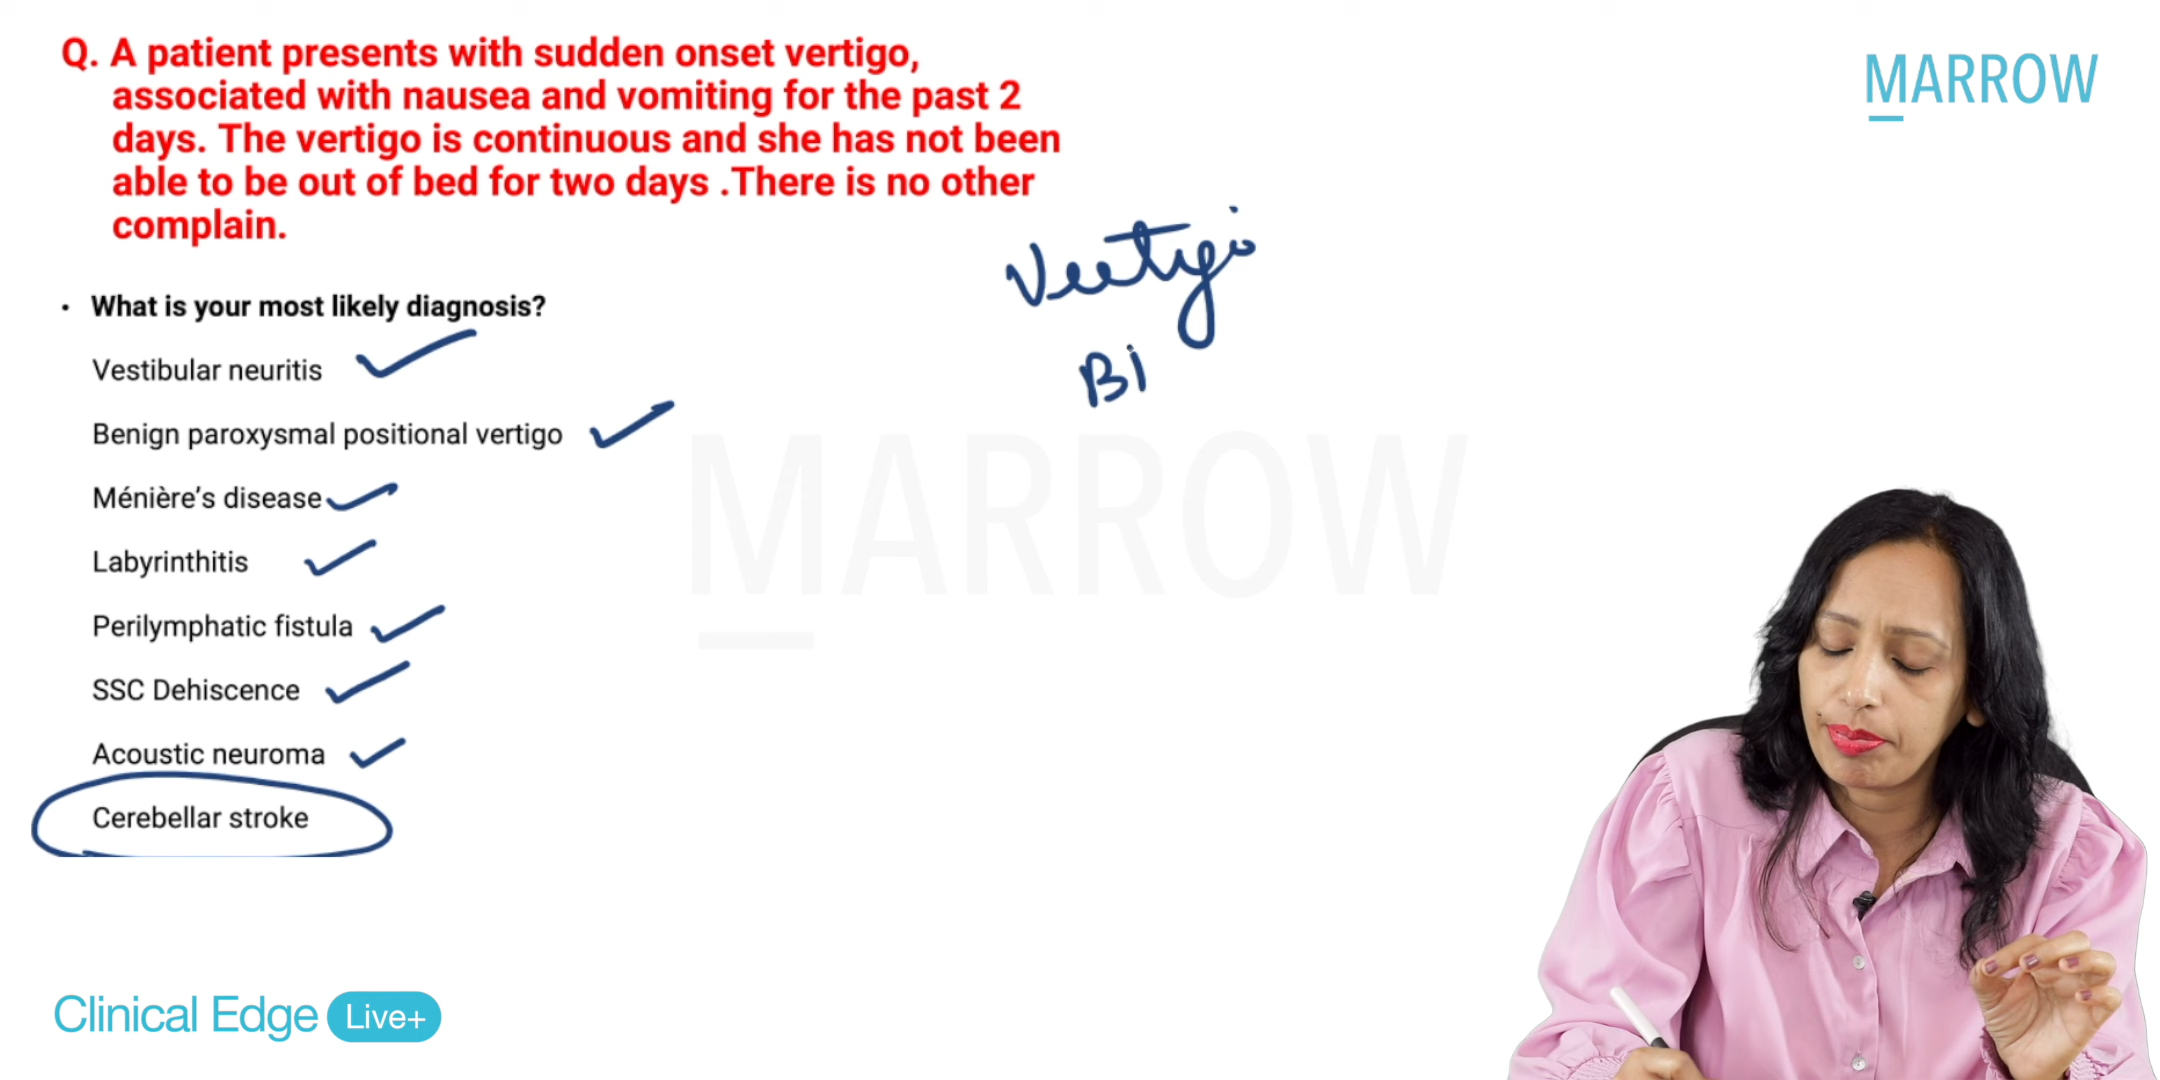 Q. A patient presents with sudden onset vertigo,
associated with nausea and vomiting for the past 2
days. The vertigo is continuous and she has not been
able to be out of bed for two days .There is no other
complain.
MARROW
Vertigo
Bi
• What is your most likely diagnosis?
Vestibular neuritis
Benign paroxysmal positional vertigo
Ménière's disease
Labyrinthitis
Perilymphatic fistula
SSC Dehiscence
Acoustic neuroma
Cerebellar stroke
MARROW
Clinical Edge Live+